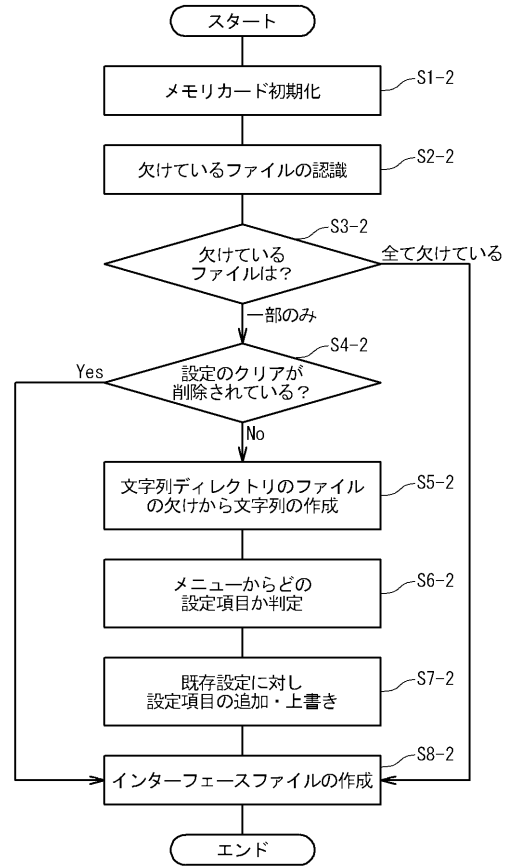 スタート
メモリカード初期化
S1-2
欠けているファイルの認識
S2-2
S3-2
欠けている
ファイルは？
全て欠けている
一部のみ
S4-2
Yes
設定のクリアが
削除されている？
No
文字列ディレクトリのファイル
の欠けから文字列の作成
S5-2
メニューからどの
設定項目か判定
S6-2
既存設定に対し
設定項目の追加・上書き
S7-2
S8-2
インターフェースファイルの作成
エンド